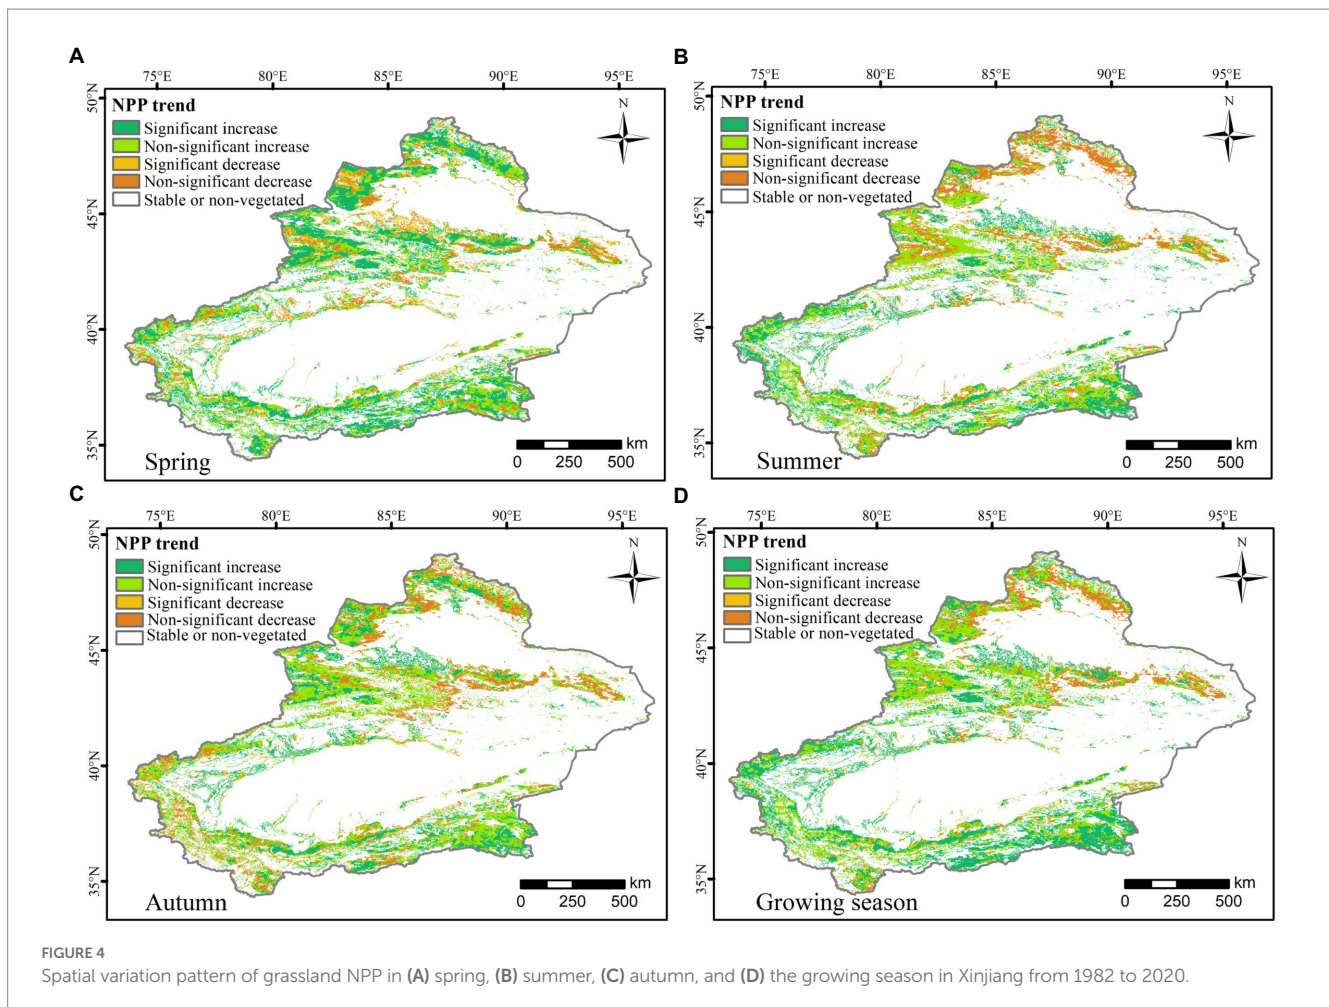 A
75°E 80°E 85°E 90°E 95°E
50°N
45°N
40°N
35°N
NPP trend
Significant increase
Non-significant increase
Significant decrease
Non-significant decrease
Stable or non-vegetated
N
Spring
km
0 250 500
B
75°E 80°E 85°E 90°E 95°E
50°N
45°N
40°N
35°N
NPP trend
Significant increase
Non-significant increase
Significant decrease
Non-significant decrease
Stable or non-vegetated
N
Summer
km
0 250 500
C
75°E 80°E 85°E 90°E 95°E
50°N
45°N
40°N
35°N
NPP trend
Significant increase
Non-significant increase
Significant decrease
Non-significant decrease
Stable or non-vegetated
N
Autumn
km
0 250 500
D
75°E 80°E 85°E 90°E 95°E
50°N
45°N
40°N
35°N
NPP trend
Significant increase
Non-significant increase
Significant decrease
Non-significant decrease
Stable or non-vegetated
N
Growing season
km
0 250 500
FIGURE 4
Spatial variation pattern of grassland NPP in (A) spring, (B) summer, (C) autumn, and (D) the growing season in Xinjiang from 1982 to 2020.